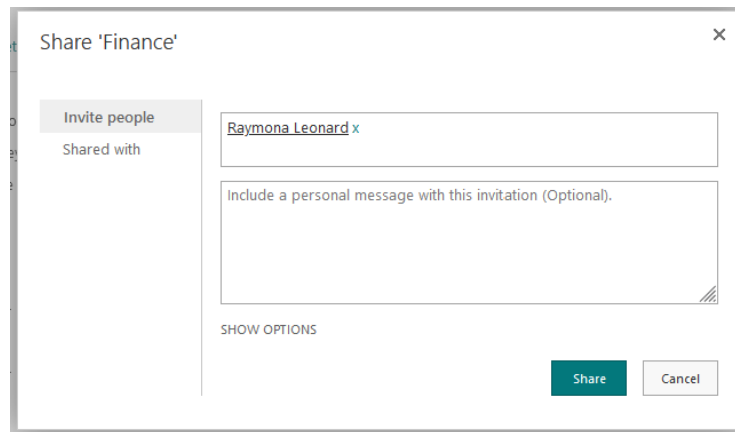 Share 'Finance'
Invite people
Shared with
Raymona Leonard x
Include a personal message with this invitation (Optional).
SHOW OPTIONS
Share
Cancel